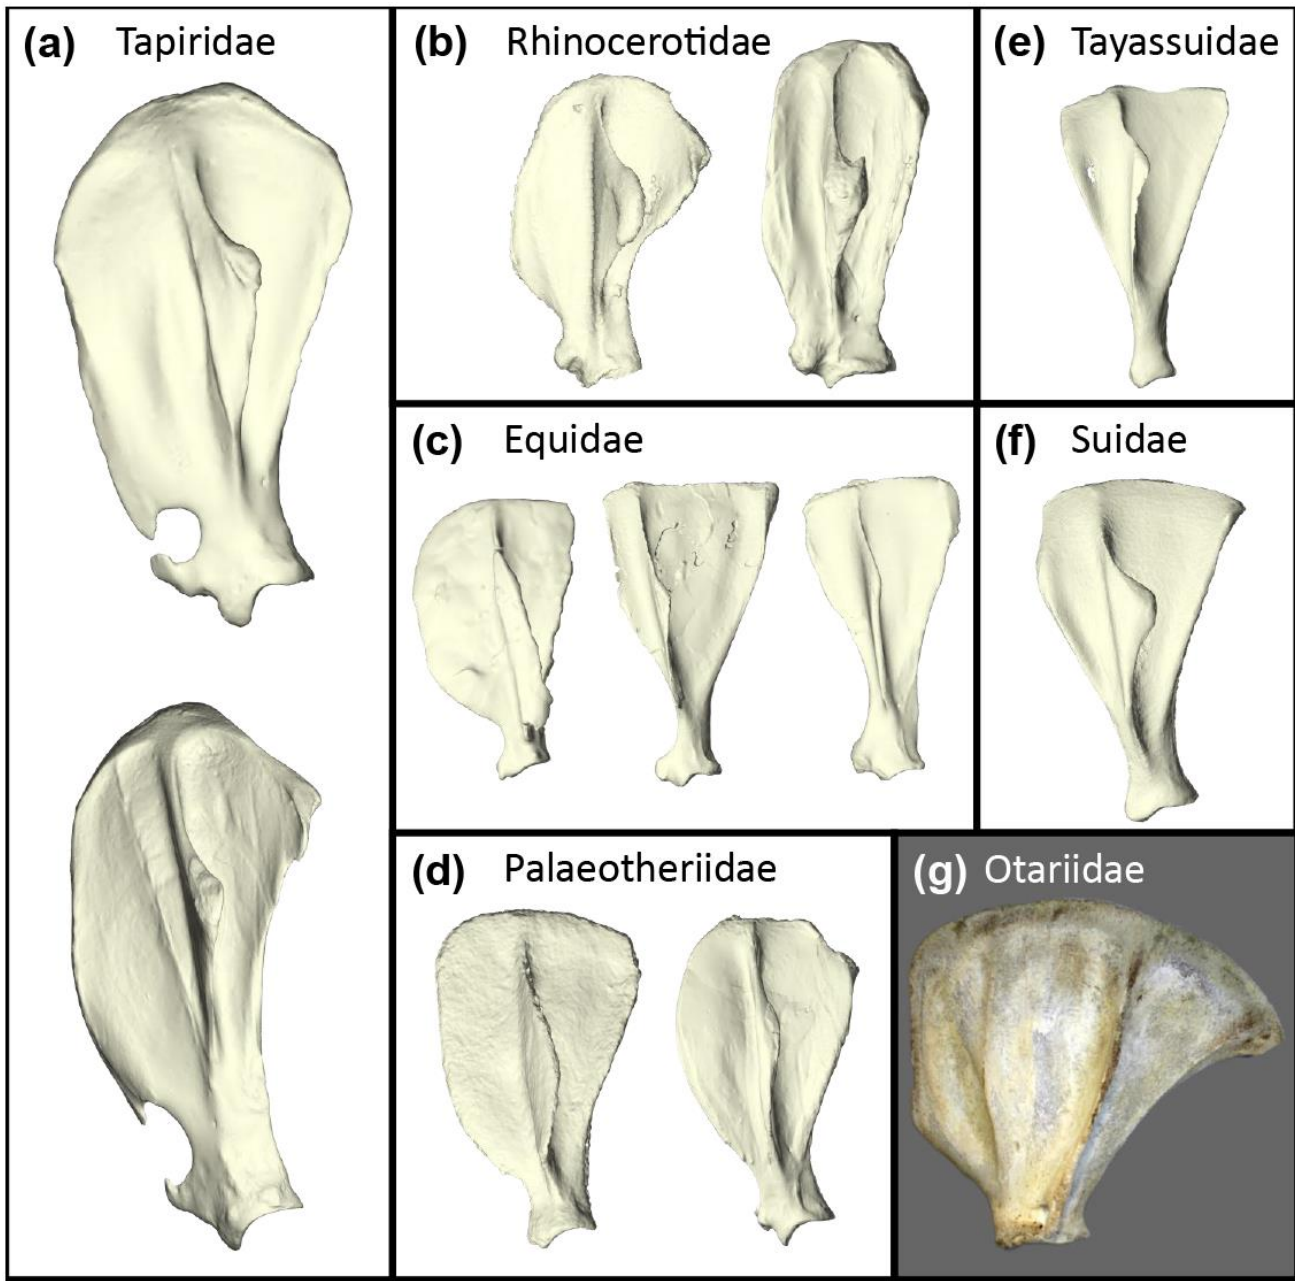 (a) Tapiridae
(b) Rhinocerotidae
(e) Tayassuidae
(c) Equidae
(f) Suidae
(d) Palaeotheriidae
(g) Otariidae